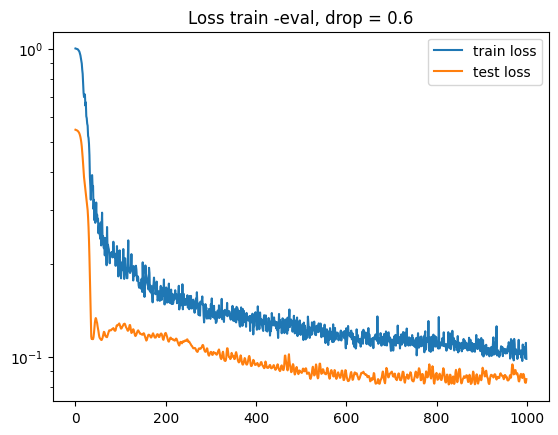 Loss train -eval, drop = 0.6
train loss
test loss
10⁰
10⁻¹
0 200 400 600 800 1000